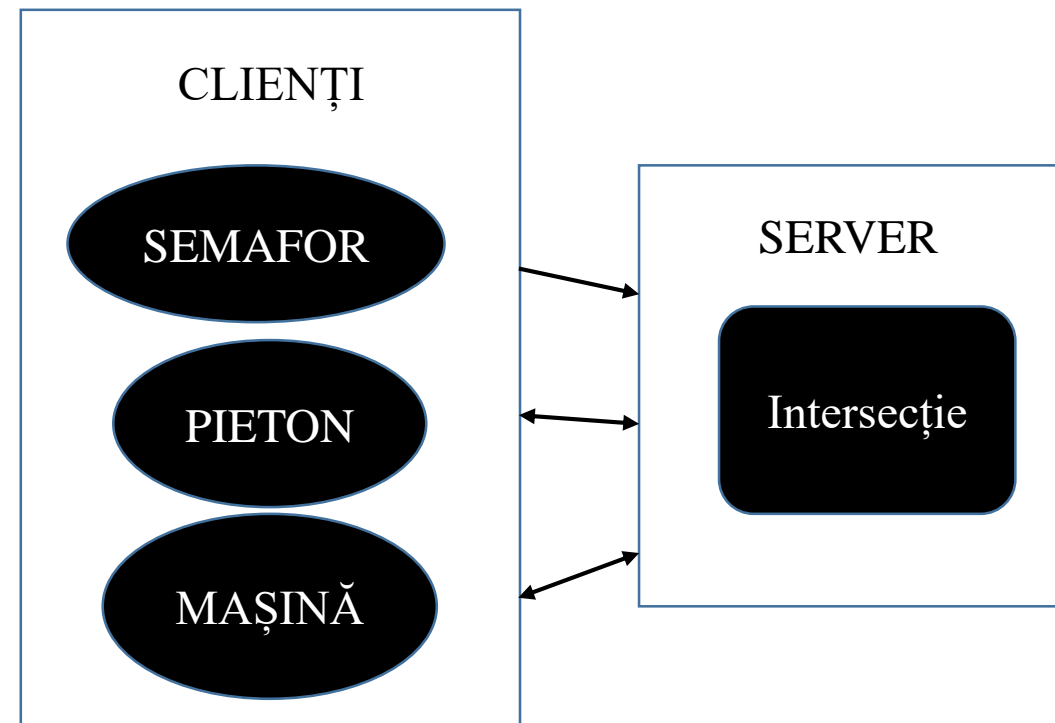 CLIENȚI
SEMAFOR
PIETON
MAȘINĂ
SERVER
Intersecție